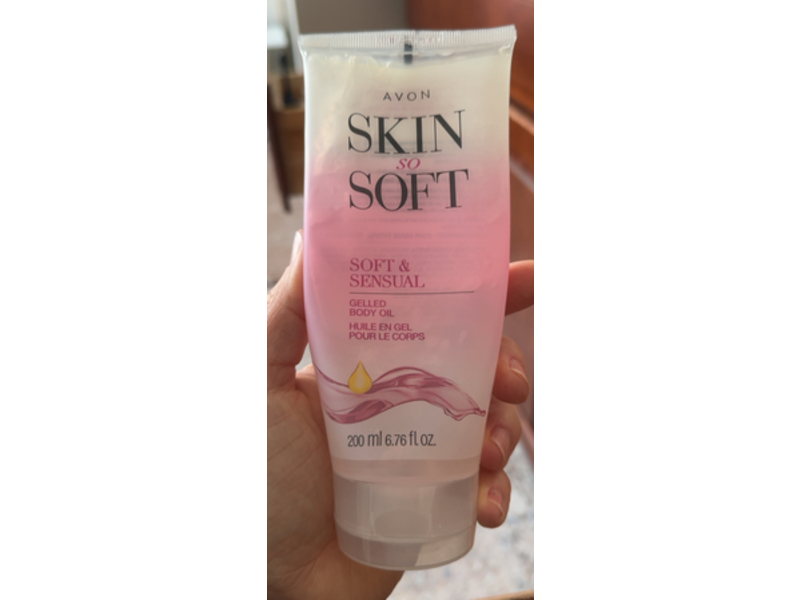 AVON
SKIN
so
SOFT
SOFT &
SENSUAL
GELLED
BODY OIL
HUILE EN GEL
POUR LE CORPS
200 ml 6.76 fl. oz.